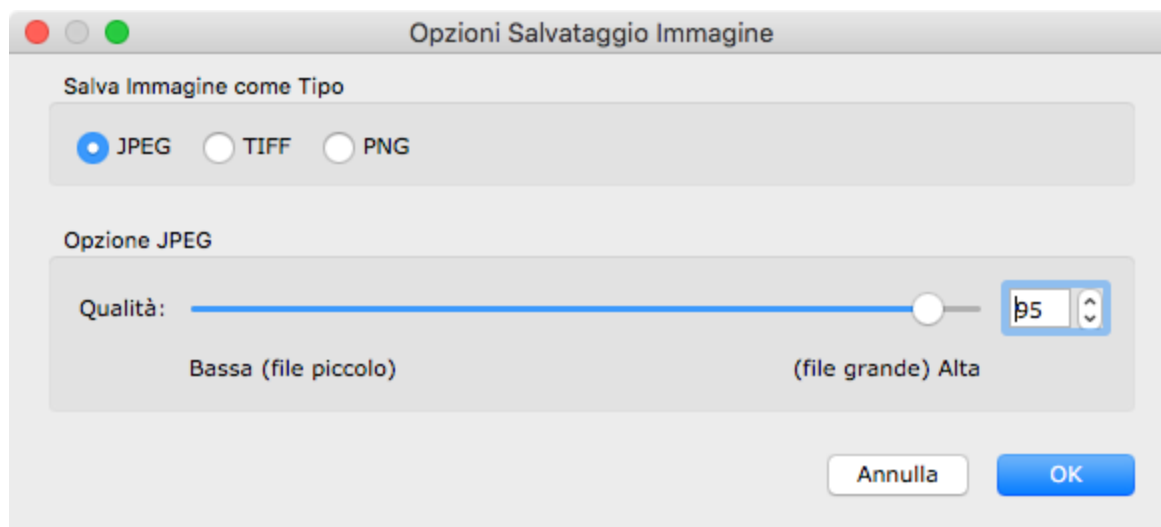 Opzioni Salvataggio Immagine
Salva Immagine come Tipo
JPEG TIFF PNG
Opzione JPEG
Qualità: 95
Bassa (file piccolo) (file grande) Alta
Annulla OK